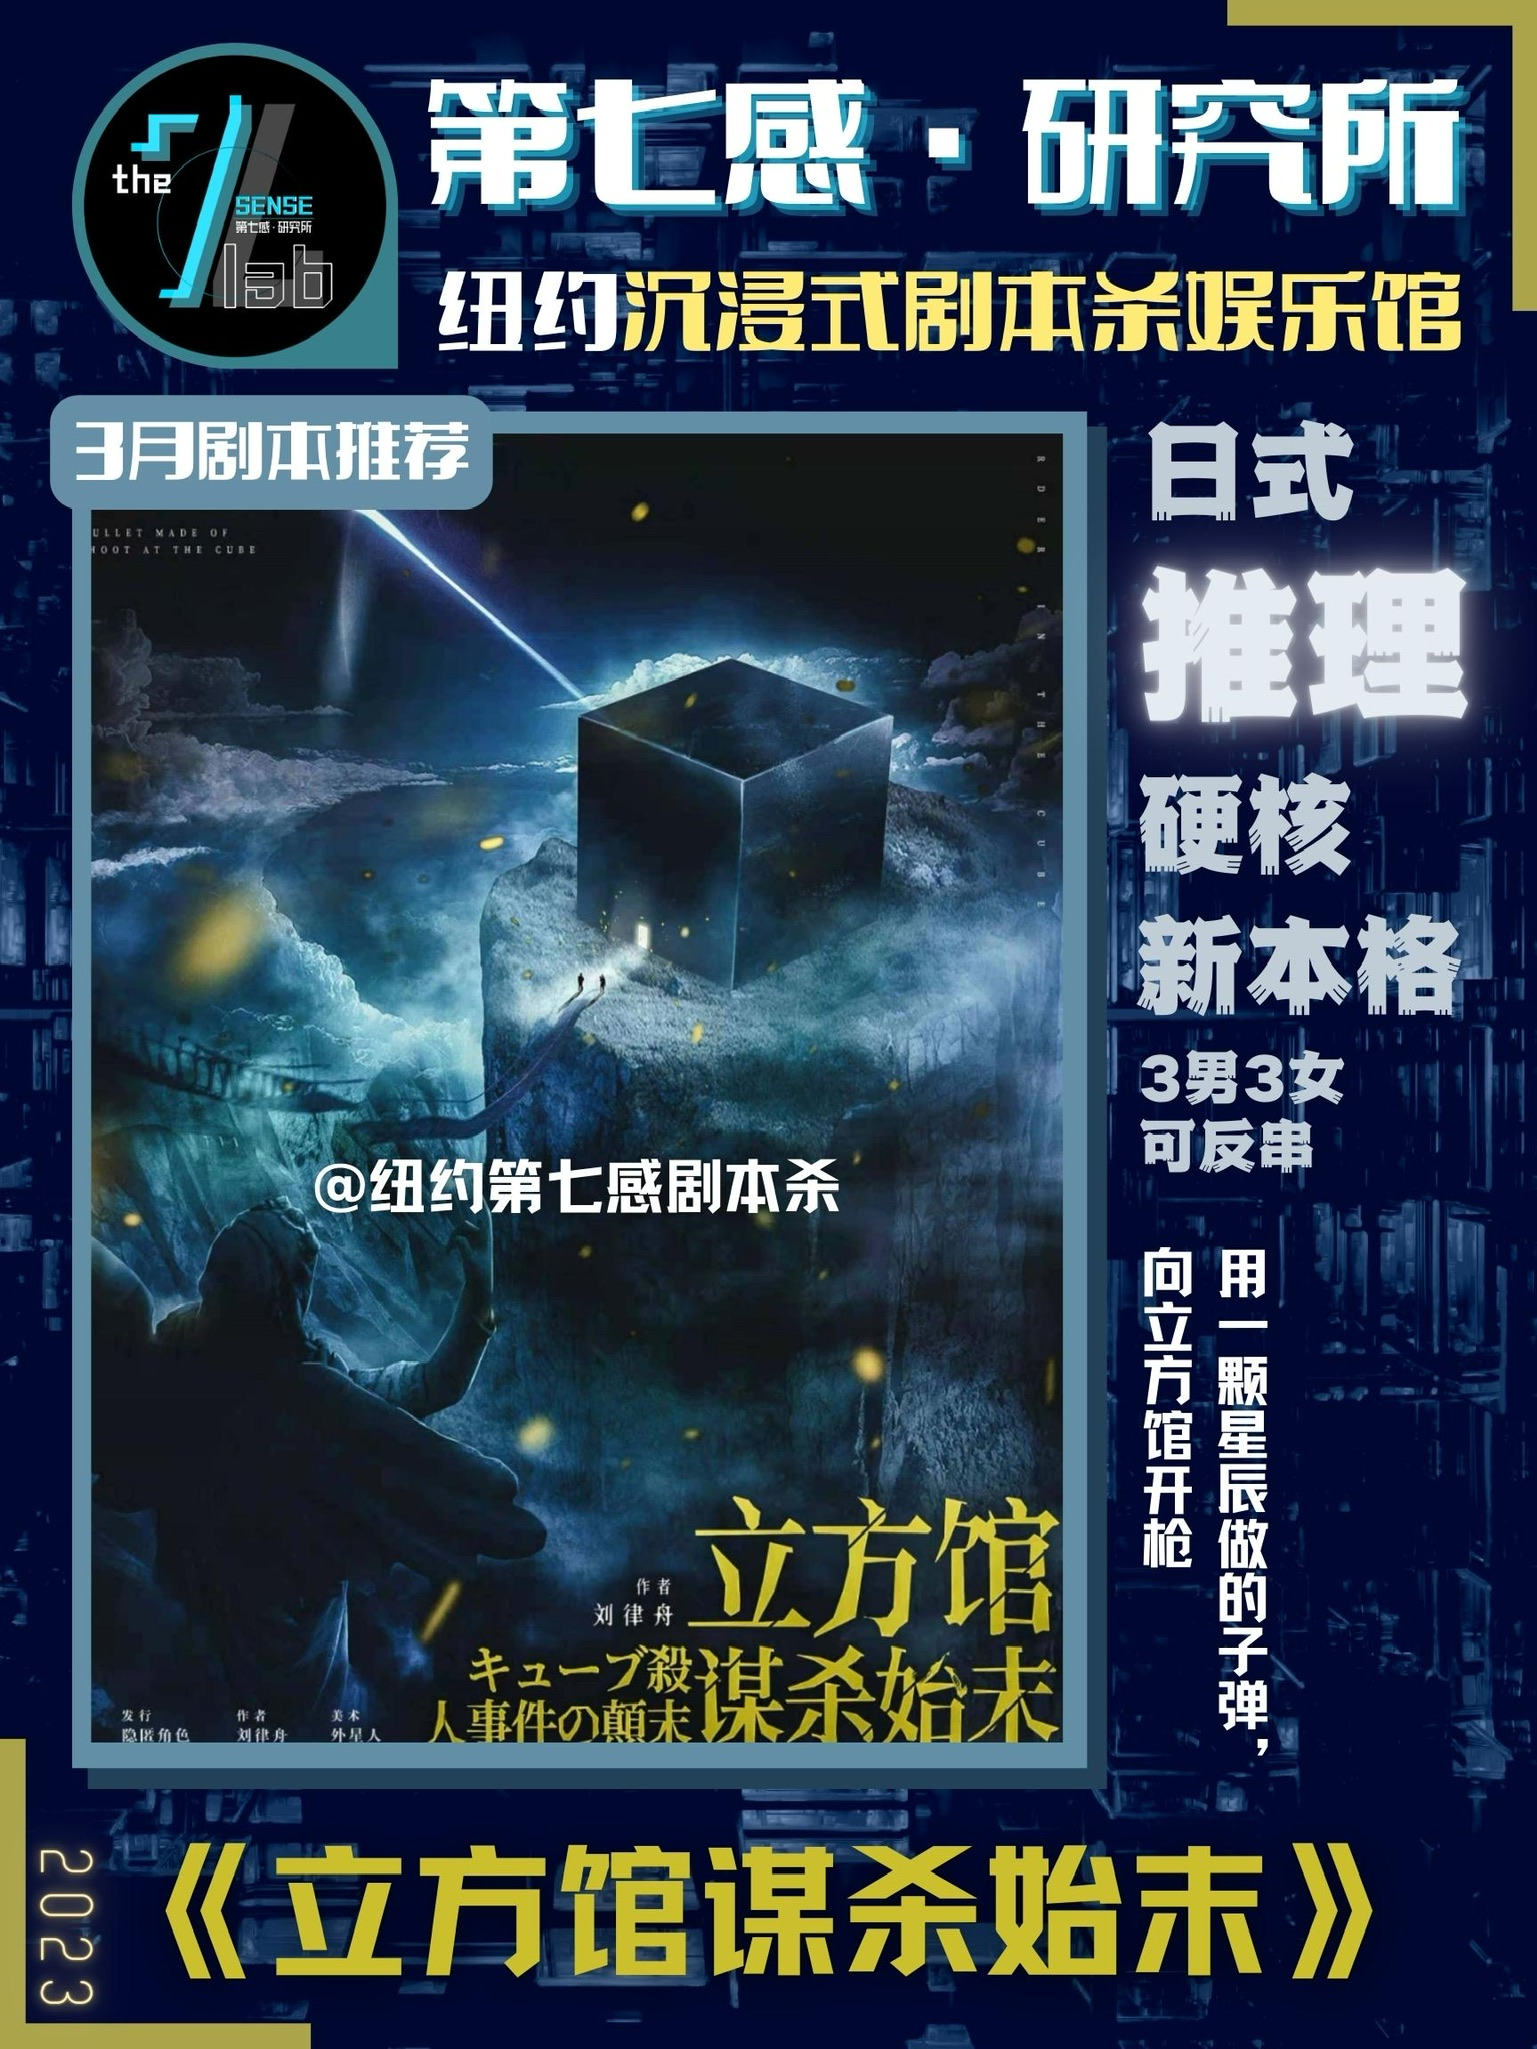 the
SENSE
第七感·研究所
lab
第七感·研究所
纽约沉浸式剧本杀娱乐馆
3月剧本推荐
ULLET MADE OF
HOOT AT THE CUBE
RDER IN THE CUBE
日式
推理
硬核
新本格
3男3女
可反串
用一颗星辰做的子弹，
向立方馆开枪
@纽约第七感剧本杀
作者
刘律舟
立方馆
谋杀始末
キューブ殺
人事件の顛末
发行
隐匿角色
作者
刘律舟
美术
外星人
2023
《立方馆谋杀始末》